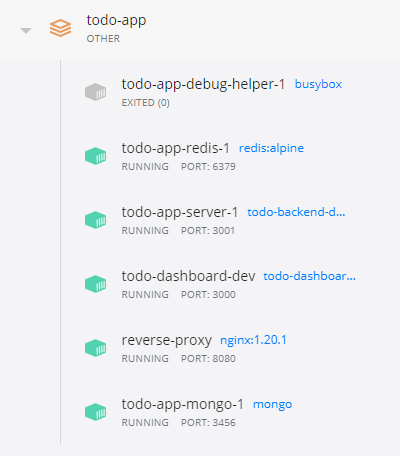 todo-app
OTHER
todo-app-debug-helper-1 busybox
EXITED (0)
todo-app-redis-1 redis:alpine
RUNNING PORT: 6379
todo-app-server-1 todo-backend-d...
RUNNING PORT: 3001
todo-dashboard-dev todo-dashboar...
RUNNING PORT: 3000
reverse-proxy nginx:1.20.1
RUNNING PORT: 8080
todo-app-mongo-1 mongo
RUNNING PORT: 3456